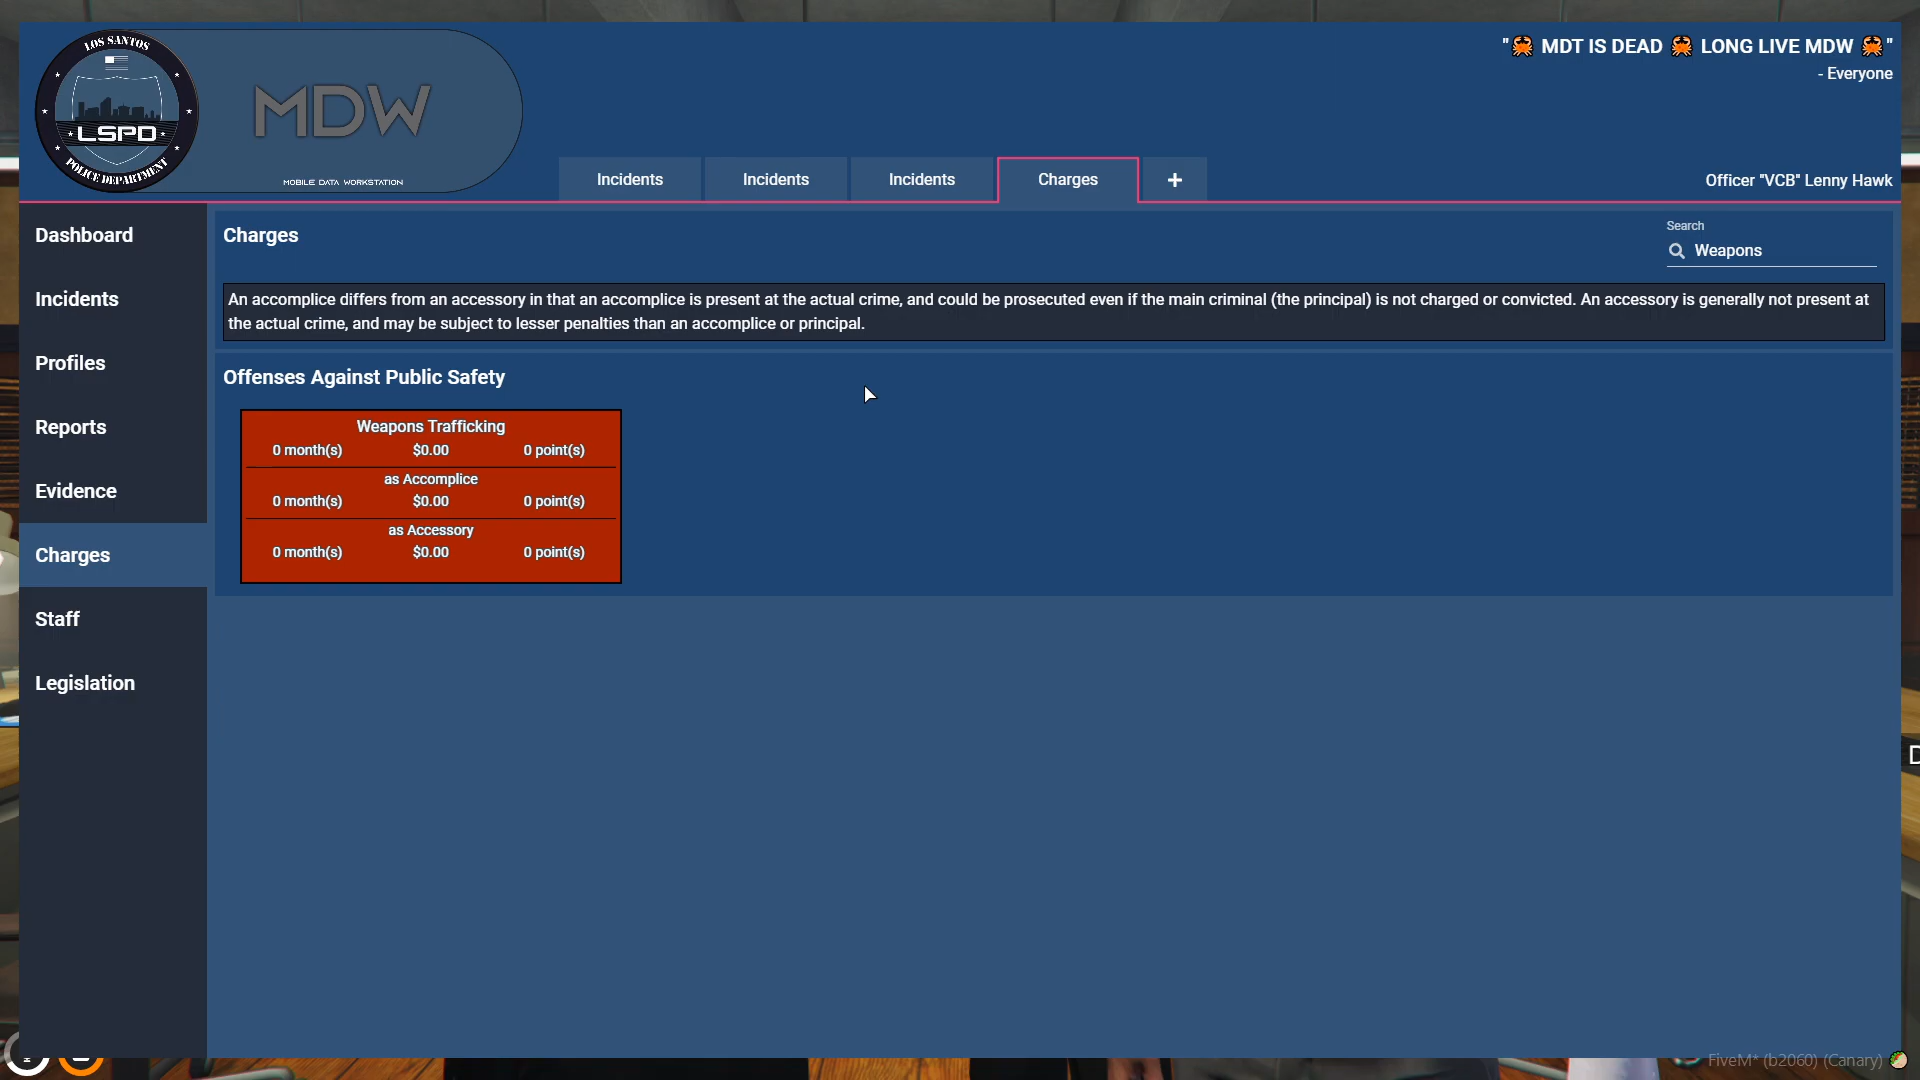 LOS SANTOS
LSPD
POLICE DEPARTMENT
MDW
MOBILE DATA WORKSTATION
"🦀 MDT IS DEAD 🦀 LONG LIVE MDW 🦀"
- Everyone
Incidents
Incidents
Incidents
Charges
+
Officer "VCB" Lenny Hawk
Dashboard
Incidents
Profiles
Reports
Evidence
Charges
Staff
Legislation
Charges
Search
Weapons
An accomplice differs from an accessory in that an accomplice is present at the actual crime, and could be prosecuted even if the main criminal (the principal) is not charged or convicted. An accessory is generally not present at
the actual crime, and may be subject to lesser penalties than an accomplice or principal.
Offenses Against Public Safety
Weapons Trafficking
0 month(s) $0.00 0 point(s)
as Accomplice
0 month(s) $0.00 0 point(s)
as Accessory
0 month(s) $0.00 0 point(s)
FiveM* (b2060) (Canary)